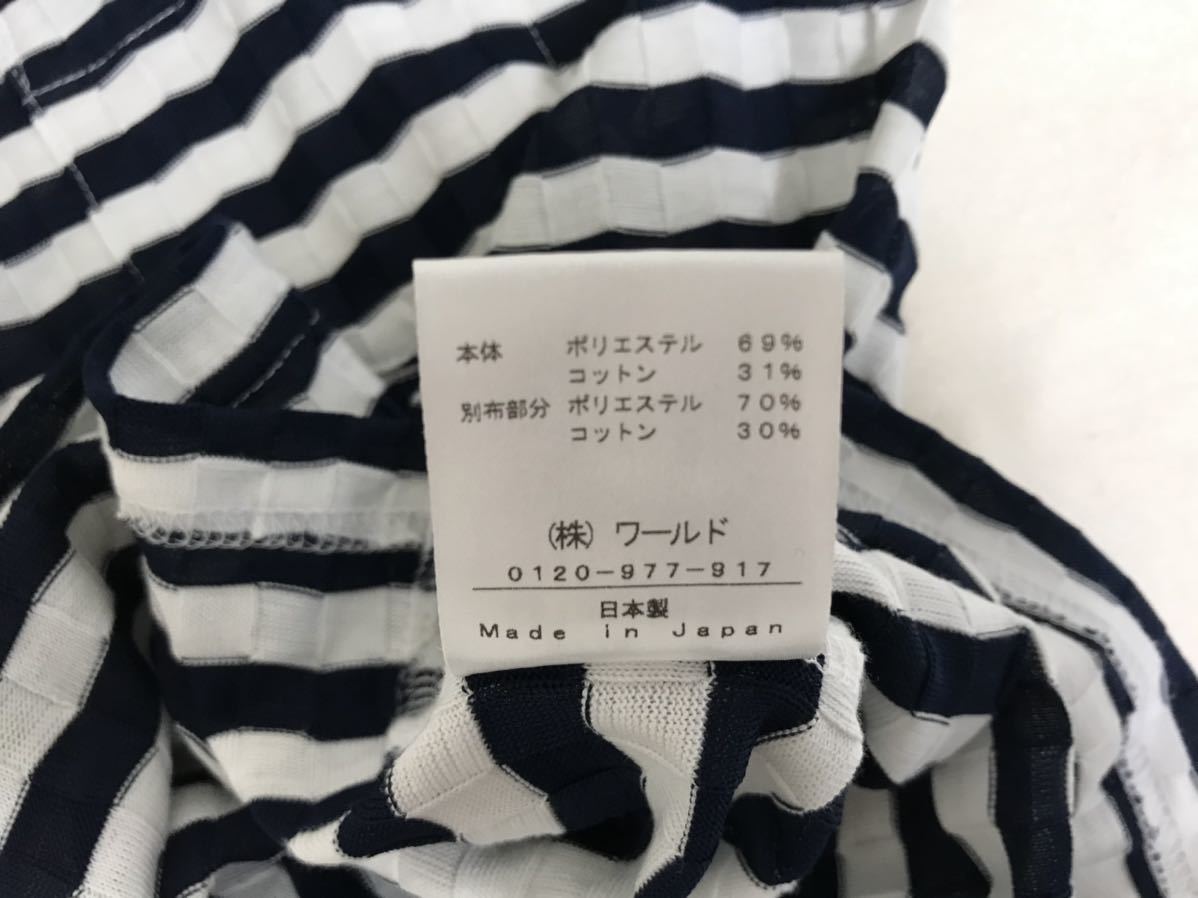 本体 ポリエステル 69%
コットン 31%
別布部分 ポリエステル 70%
コットン 30%
(株) ワールド
0120-977-917
日本製
Made in Japan